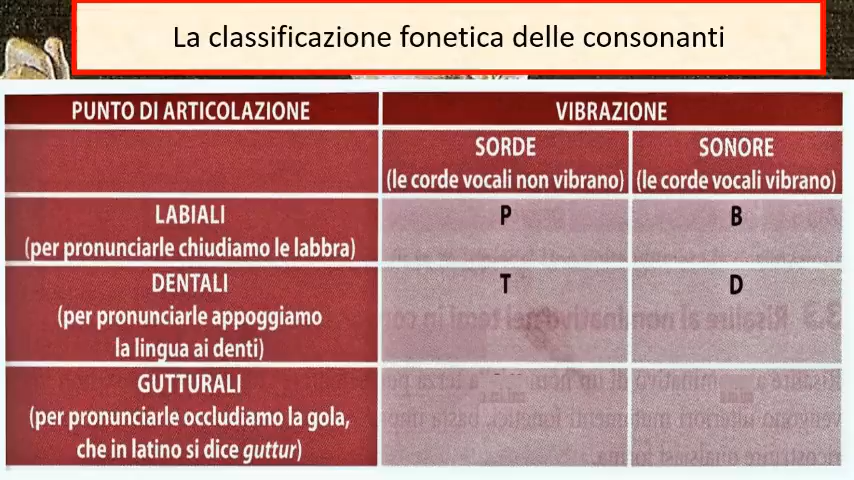 La classificazione fonetica delle consonanti
PUNTO DI ARTICOLAZIONE
VIBRAZIONE
SORDE
(le corde vocali non vibrano)
SONORE
(le corde vocali vibrano)
LABIALI
(per pronunciarle chiudiamo le labbra)
P
B
DENTALI
(per pronunciarle appoggiamo
la lingua ai denti)
T
D
GUTTURALI
(per pronunciarle occludiamo la gola,
che in latino si dice guttur)